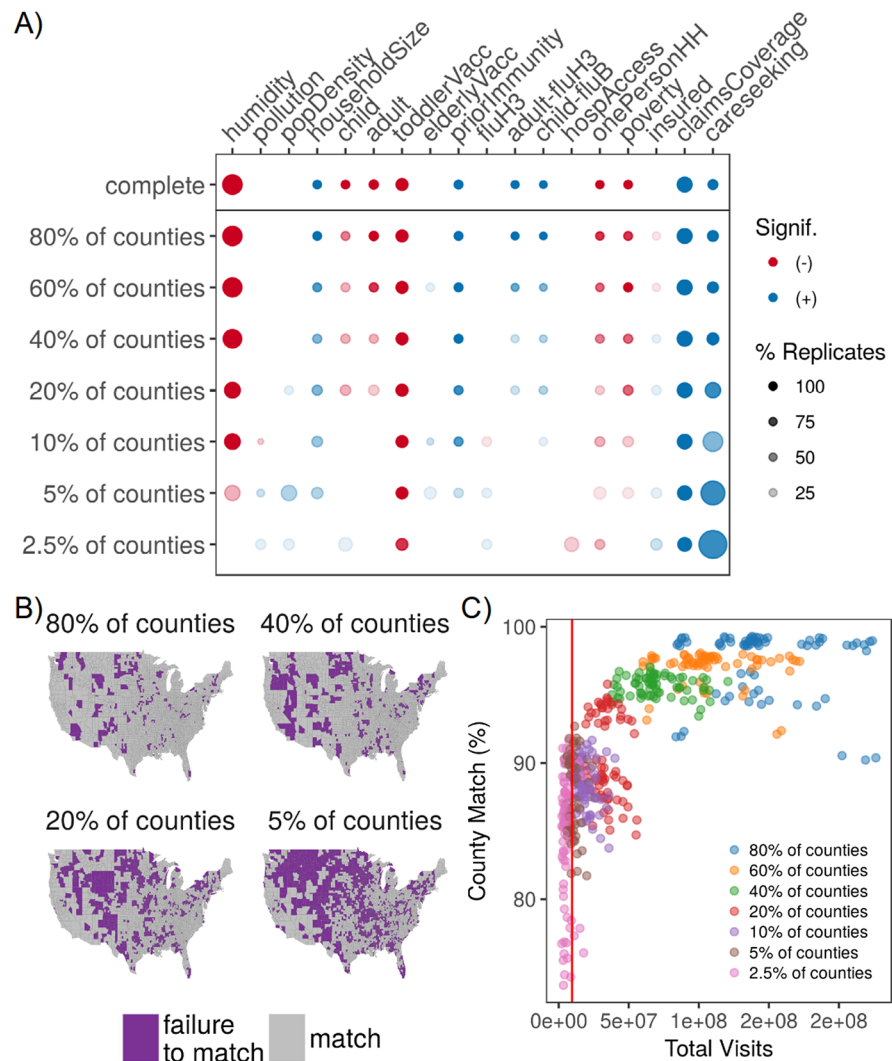 A)
humidity
pollution
popDensity
householdSize
child
adult
toddlerVacc
elderlyVacc
priorImmunity
fluH3
adult-fluH3
child-fluB
hospAccess
onePersonHH
poverty
insured
claimsCoverage
careseeking
complete
80% of counties
60% of counties
40% of counties
20% of counties
10% of counties
5% of counties
2.5% of counties
Signif.
(-)
(+)
% Replicates
100
75
50
25
B)
80% of counties
40% of counties
20% of counties
5% of counties
failure
to match
match
C)
County Match (%)
100
90
80
80% of counties
60% of counties
40% of counties
20% of counties
10% of counties
5% of counties
2.5% of counties
0e+00
5e+07
1e+08
2e+08
2e+08
Total Visits